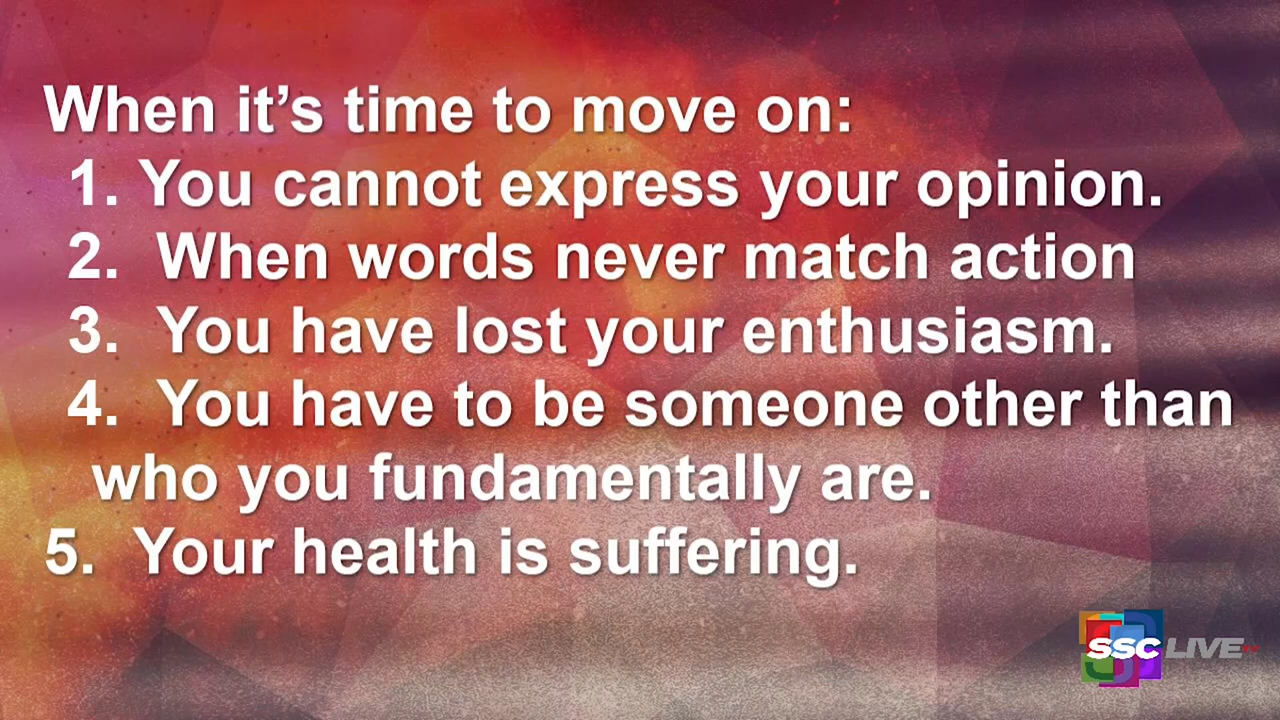 When it’s time to move on:
1. You cannot express your opinion.
2. When words never match action
3. You have lost your enthusiasm.
4. You have to be someone other than
who you fundamentally are.
5. Your health is suffering.
SSC LIVE